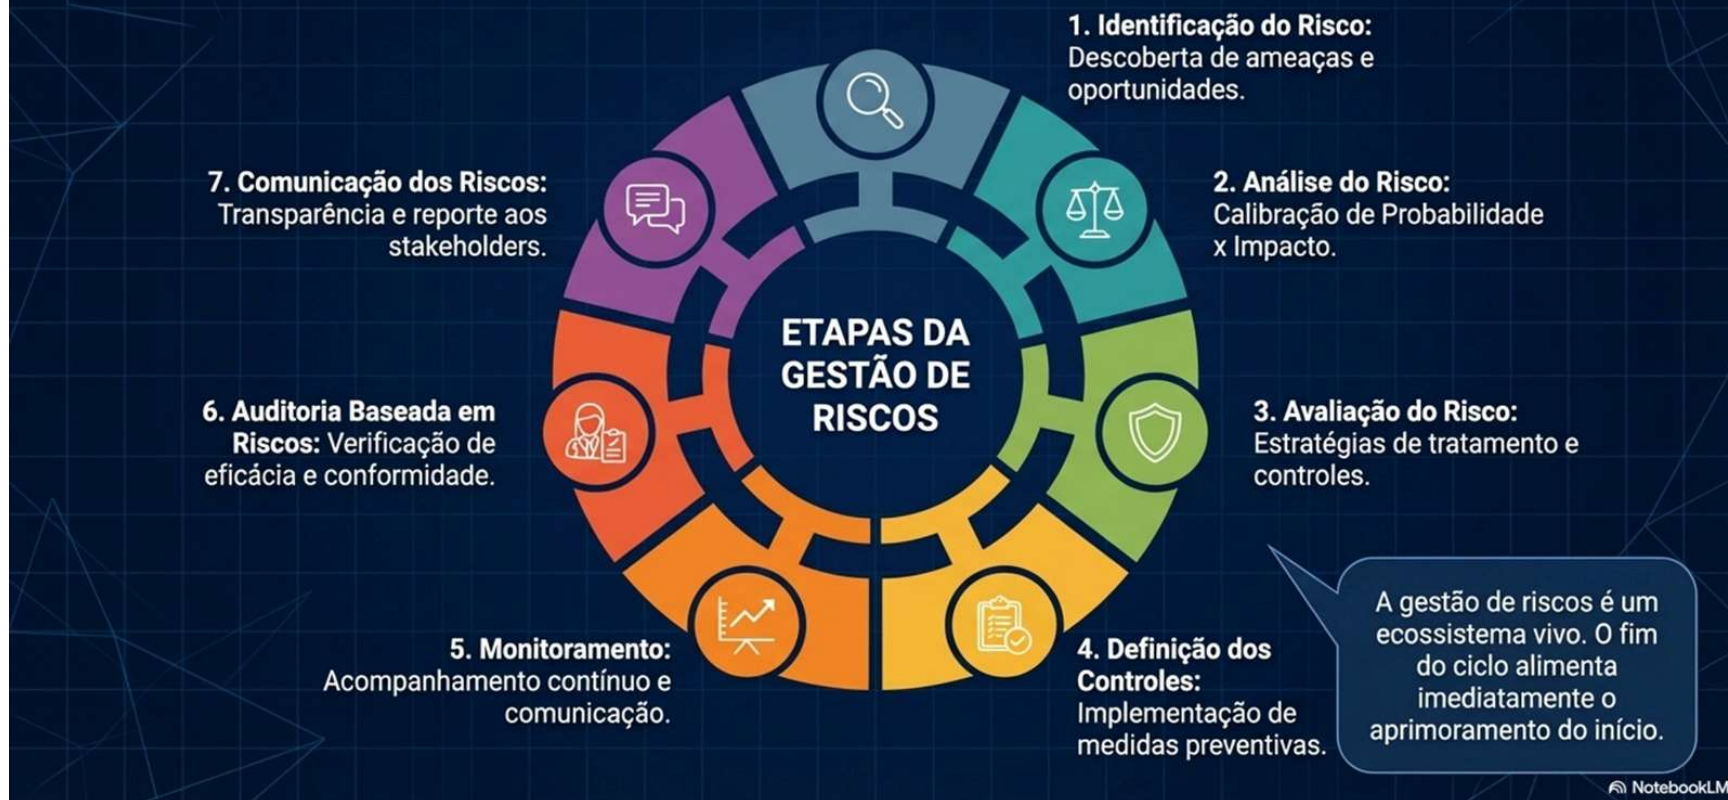 1. Identificação do Risco:
Descoberta de ameaças e
oportunidades.
2. Análise do Risco:
Calibração de Probabilidade
x Impacto.
3. Avaliação do Risco:
Estratégias de tratamento e
controles.
4. Definição dos
Controles:
Implementação de
medidas preventivas.
5. Monitoramento:
Acompanhamento contínuo e
comunicação.
6. Auditoria Baseada em
Riscos: Verificação de
eficácia e conformidade.
7. Comunicação dos Riscos:
Transparência e reporte aos
stakeholders.
ETAPAS DA
GESTÃO DE
RISCOS
A gestão de riscos é um
ecossistema vivo. O fim
do ciclo alimenta
imediatamente o
aprimoramento do início.
NotebookLM